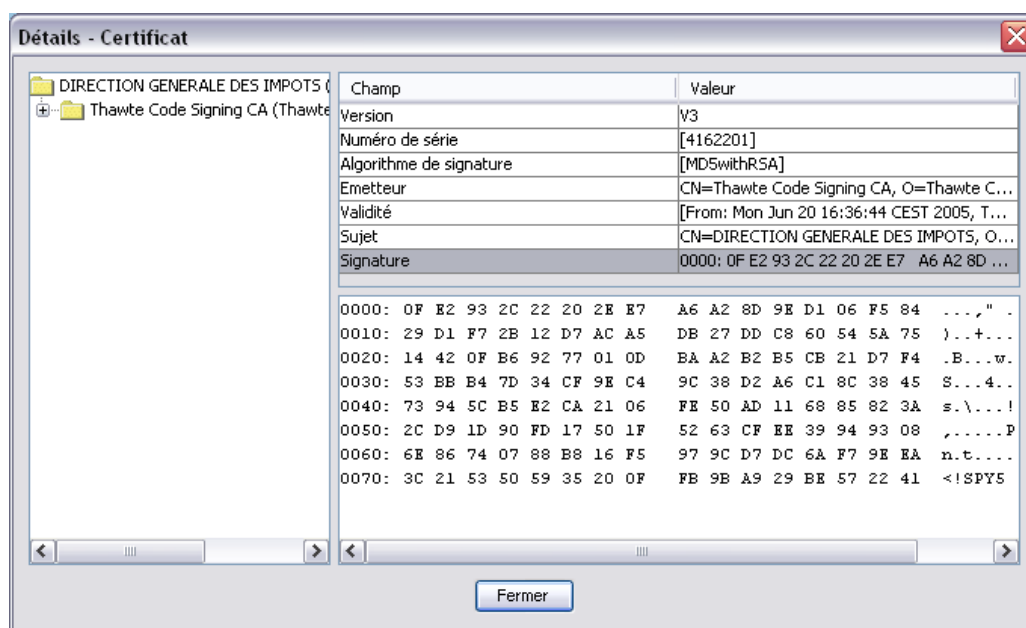 Détails - Certificat
DIRECTION GENERALE DES IMPOTS (
Thawte Code Signing CA (Thawte
Champ Valeur
Version V3
Numéro de série [4162201]
Algorithme de signature [MD5withRSA]
Emetteur CN=Thawte Code Signing CA, O=Thawte C...
Validité [From: Mon Jun 20 16:36:44 CEST 2005, T...
Sujet CN=DIRECTION GENERALE DES IMPOTS, O...
Signature 0000: 0F E2 93 2C 22 20 2E E7 A6 A2 8D ...
0000: 0F E2 93 2C 22 20 2E E7 A6 A2 8D 9E D1 06 F5 84 ...," .
0010: 29 D1 F7 2B 12 D7 AC A5 DB 27 DD C8 60 54 5A 75 )..+...
0020: 14 42 0F B6 92 77 01 0D BA A2 B2 B5 CB 21 D7 F4 .B...w.
0030: 53 BB B4 7D 34 CF 9E C4 9C 38 D2 A6 C1 8C 38 45 S...4..
0040: 73 94 5C B5 E2 CA 21 06 FE 50 AD 11 68 85 82 3A s.\...!
0050: 2C D9 1D 90 FD 17 50 1F 52 63 CF EE 39 94 93 08 ,.....P
0060: 6E 86 74 07 88 B8 16 F5 97 9C D7 DC 6A F7 9E EA n.t....
0070: 3C 21 53 50 59 35 20 0F FB 9B A9 29 BE 57 22 41 <!SPY5
Fermer